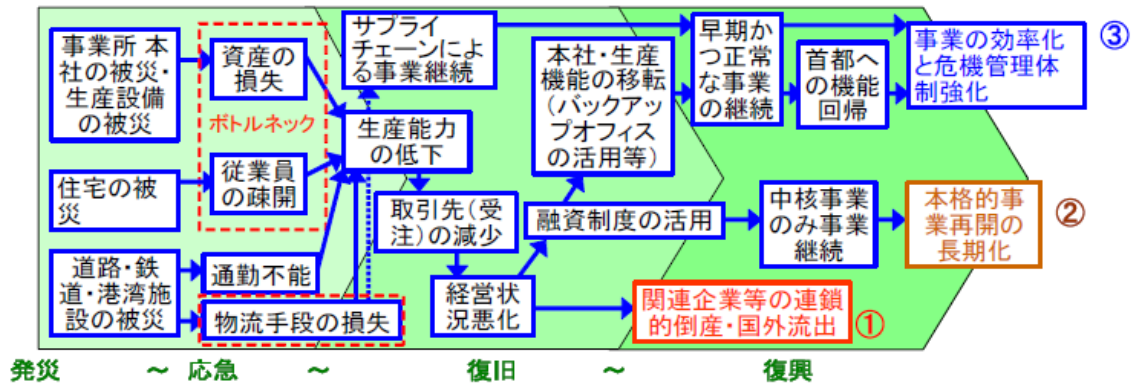 事業所 本
社の被災・
生産設備
の被災
住宅の被
災
道路・鉄
道・港湾施
設の被災
資産の
損失
ボトルネック
従業員
の疎開
通勤不能
物流手段の損失
サプライ
チェーンによ
る事業継続
生産能力
の低下
取引先(受
注)の減少
経営状
況悪化
本社・生産
機能の移転
(バックアッ
プオフィス
の活用等)
融資制度の活用
早期か
つ正常
な事業
の継続
首都へ
の機能
回帰
中核事業
のみ事業
継続
関連企業等の連鎖
的倒産・国外流出
①
事業の効率化
と危機管理体
制強化
③
本格的事
業再開の
長期化
②
発災 ～ 応急 ～ 復旧 ～ 復興